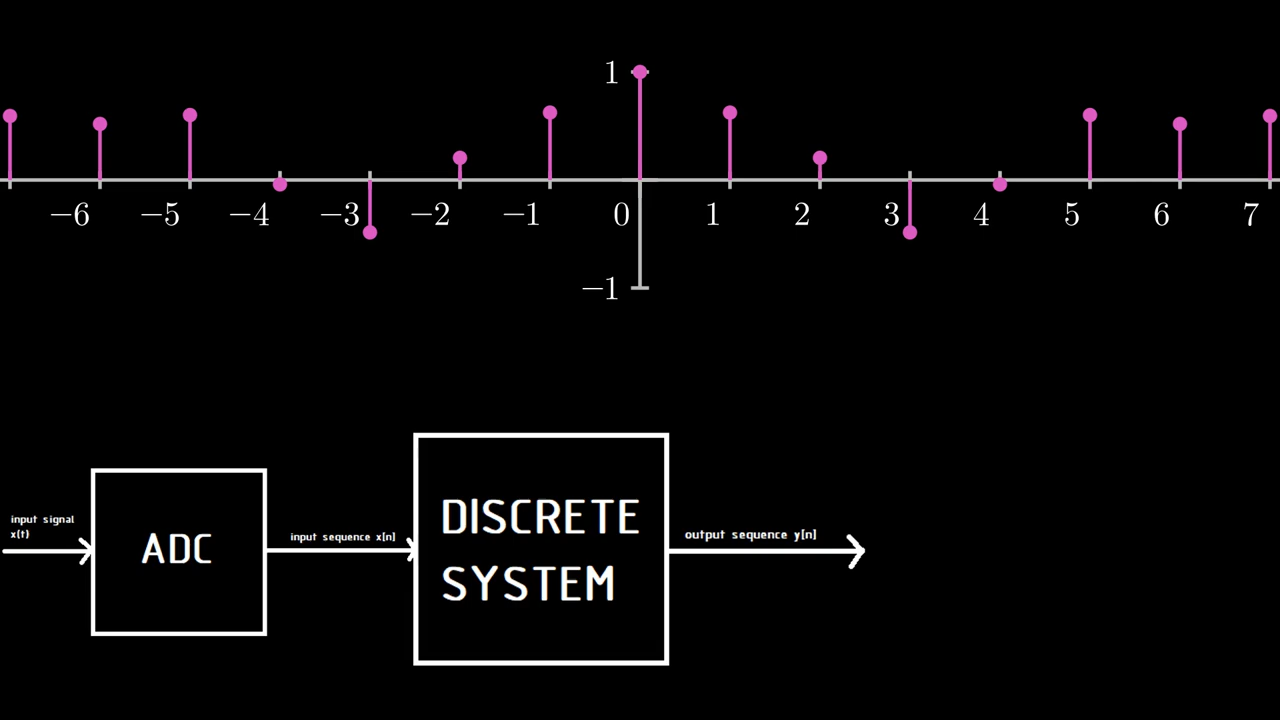 1
−6 −5 −4 −3 −2 −1 0 1 2 3 4 5 6 7
−1
input signal
x(t)
ADC
input sequence x[n]
DISCRETE
SYSTEM
output sequence y[n]